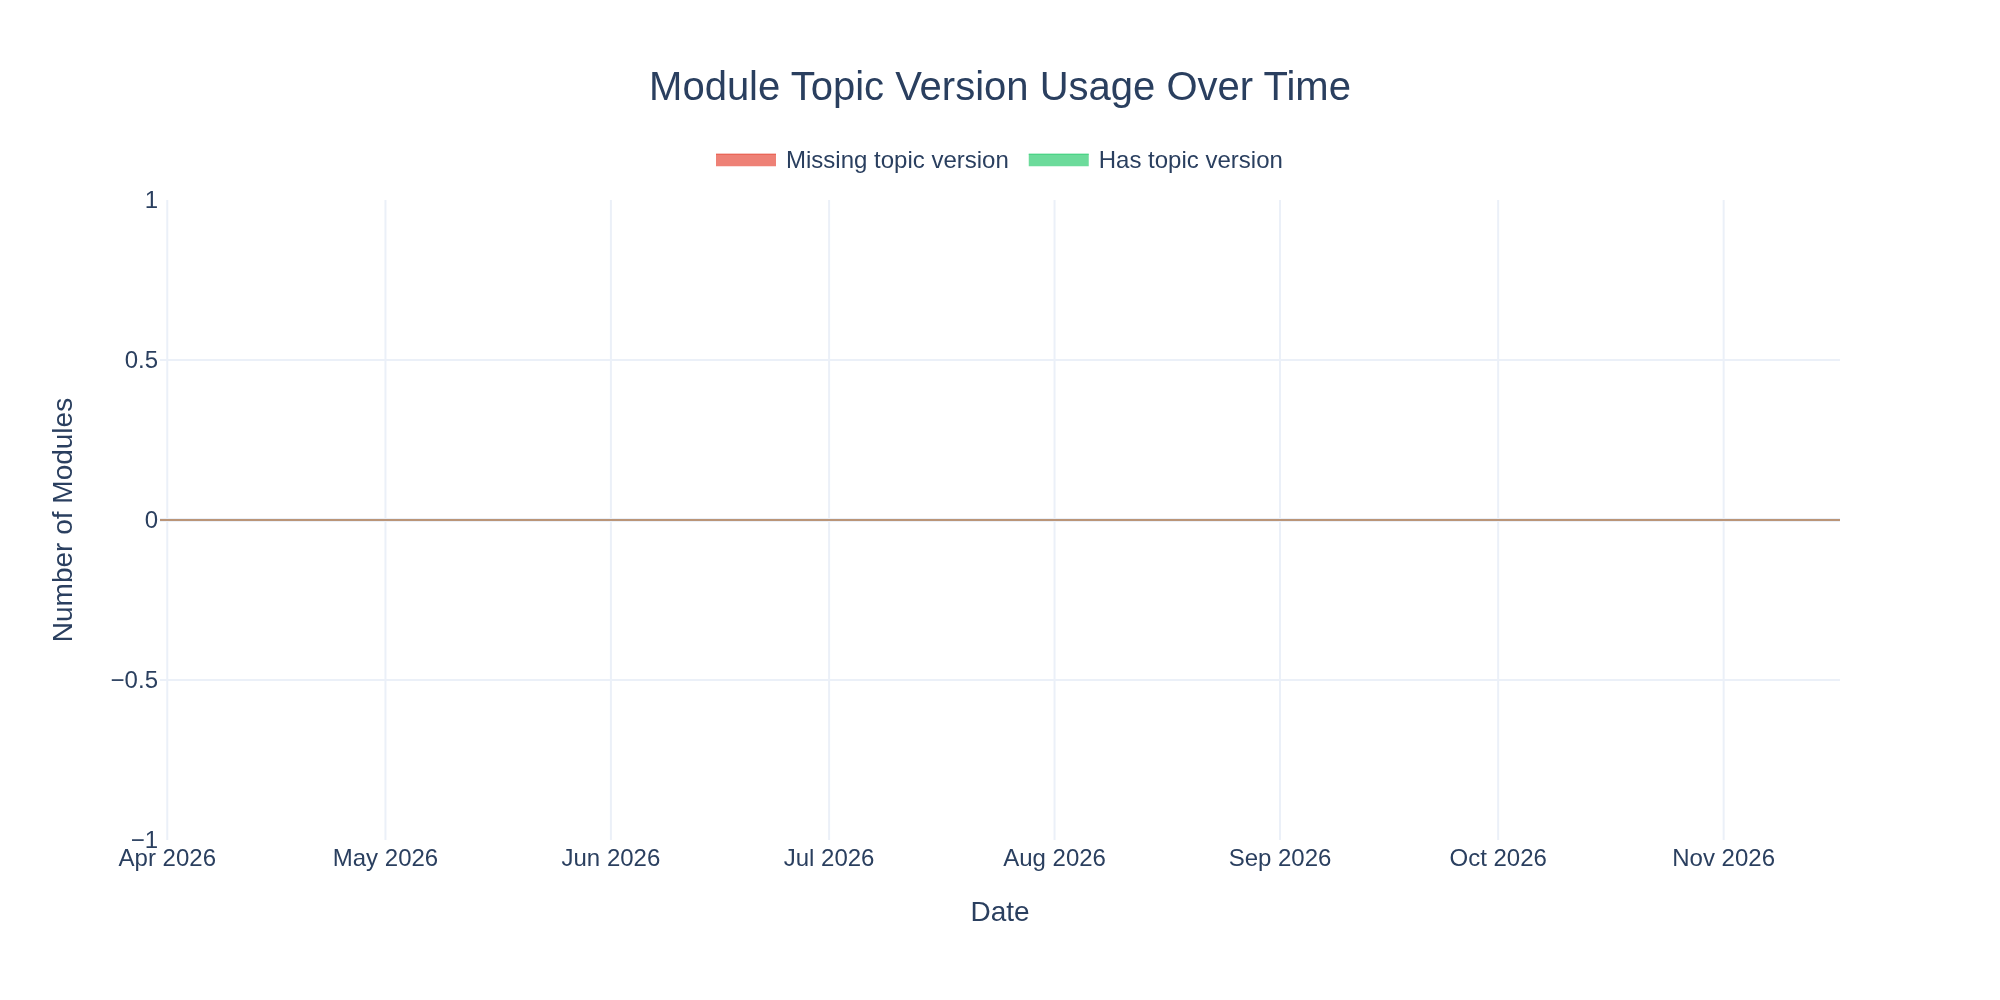 Module Topic Version Usage Over Time
Missing topic version Has topic version
1
0.5
0
−0.5
−1
Number of Modules
Apr 2026 May 2026 Jun 2026 Jul 2026 Aug 2026 Sep 2026 Oct 2026 Nov 2026
Date